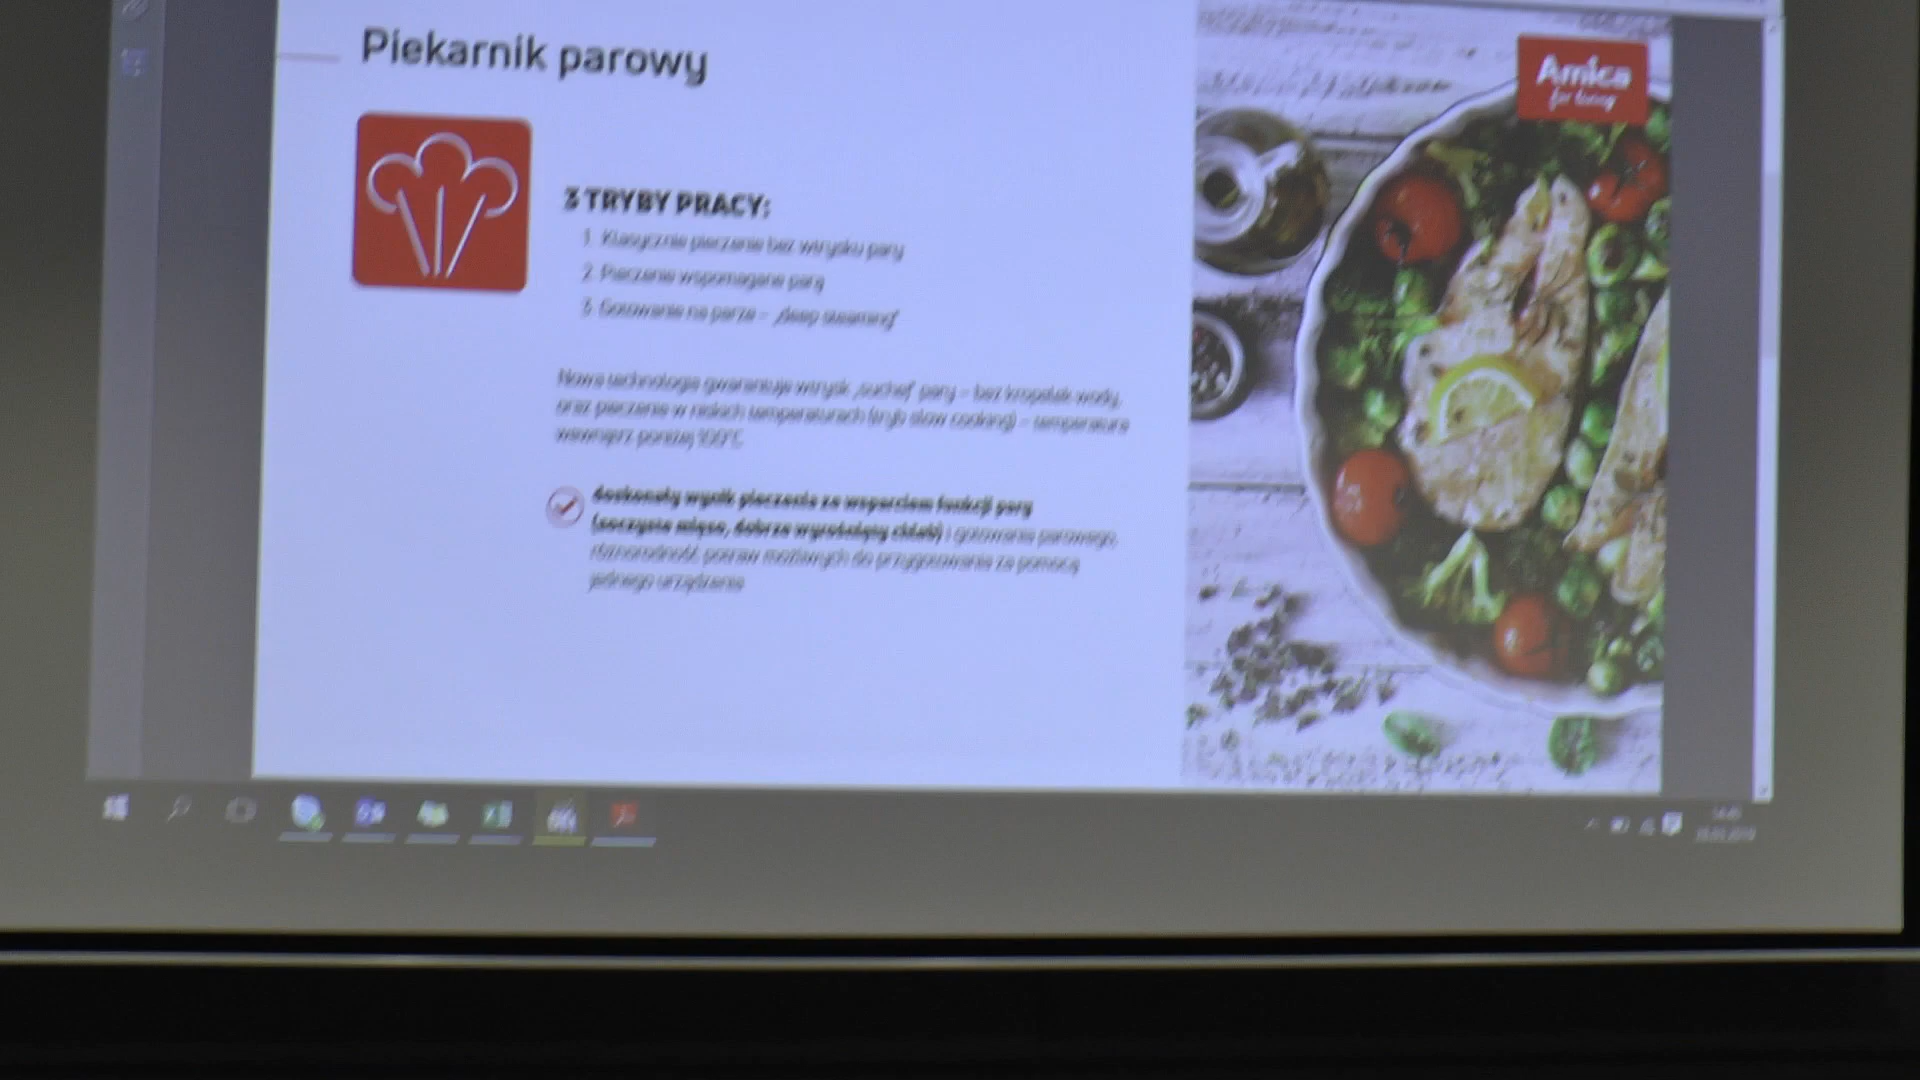 Piekarnik parowy
Amica
for living
3 TRYBY PRACY:
1. Klasycznie pieczenie bez wtrysku pary
2. Pieczenie wspomagane parą
3. Gotowanie na parze – „deep steaming"
Nowa technologia gwarantuje wtrysk „suchej" pary – bez kropelek wody,
oraz pieczenie w niskich temperaturach (tryb slow cooking) – temperatura
wewnątrz poniżej 100°C
doskonały wynik pieczenia ze wsparciem funkcji pary
(soczyste mięso, dobrze wyrośnięty chleb) i gotowania parowego,
różnorodność potraw możliwych do przygotowania za pomocą
jednego urządzenia